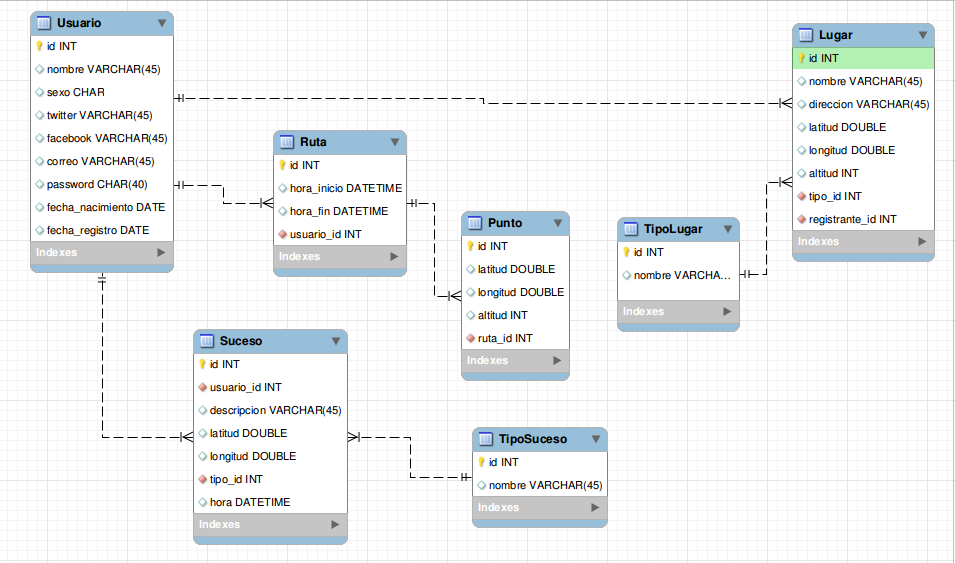 Usuario
id INT
nombre VARCHAR(45)
sexo CHAR
twitter VARCHAR(45)
facebook VARCHAR(45)
correo VARCHAR(45)
password CHAR(40)
fecha_nacimiento DATE
fecha_registro DATE
Indexes
Ruta
id INT
hora_inicio DATETIME
hora_fin DATETIME
usuario_id INT
Indexes
Punto
id INT
latitud DOUBLE
longitud DOUBLE
altitud INT
ruta_id INT
Indexes
TipoLugar
id INT
nombre VARCHA...
Indexes
Lugar
id INT
nombre VARCHAR(45)
direccion VARCHAR(45)
latitud DOUBLE
longitud DOUBLE
altitud INT
tipo_id INT
registrante_id INT
Indexes
Suceso
id INT
usuario_id INT
descripcion VARCHAR(45)
latitud DOUBLE
longitud DOUBLE
tipo_id INT
hora DATETIME
Indexes
TipoSuceso
id INT
nombre VARCHAR(45)
Indexes